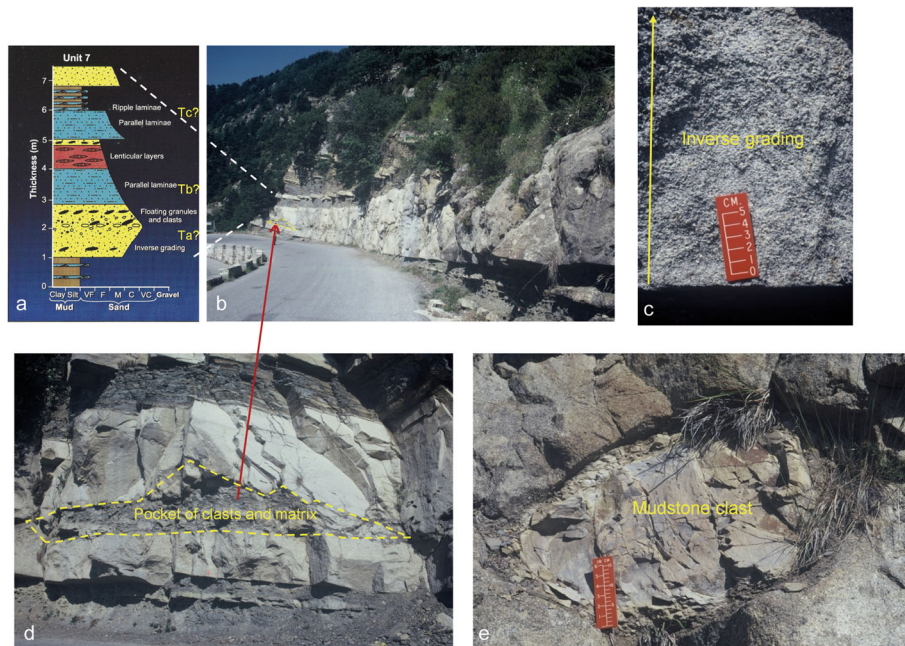 Unit 7
7
6
5
4
3
2
1
0
Thickness (m)
Ripple laminae
Tc?
Parallel laminae
Lenticular layers
Parallel laminae
Tb?
Floating granules
and clasts
Ta?
Inverse grading
Clay Silt VF F M C VC Gravel
Mud Sand
a
b
Inverse grading
CM.
5
4
3
2
1
0
c
Pocket of clasts and matrix
d
Mudstone clast
e